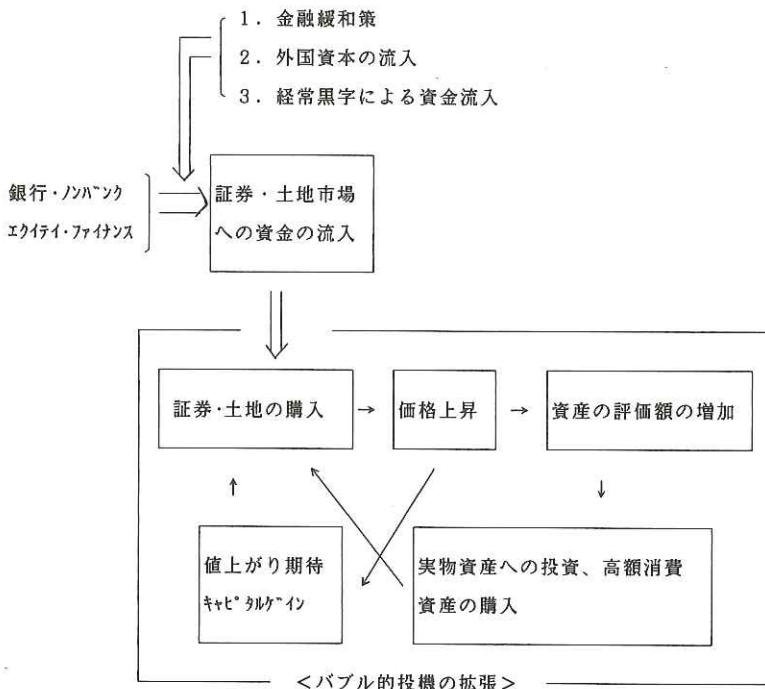 1．金融緩和策
2．外国資本の流入
3．経常黒字による資金流入
銀行・ﾉﾝﾊﾞﾝｸ
ｴｸｲﾃｲ・ﾌｧｲﾅﾝｽ
証券・土地市場
への資金の流入
証券・土地の購入
→
価格上昇
→
資産の評価額の増加
↑
↓
値上がり期待
ｷｬﾋﾟﾀﾙｹﾞｲﾝ
実物資産への投資、高額消費
資産の購入
＜バブル的投機の拡張＞